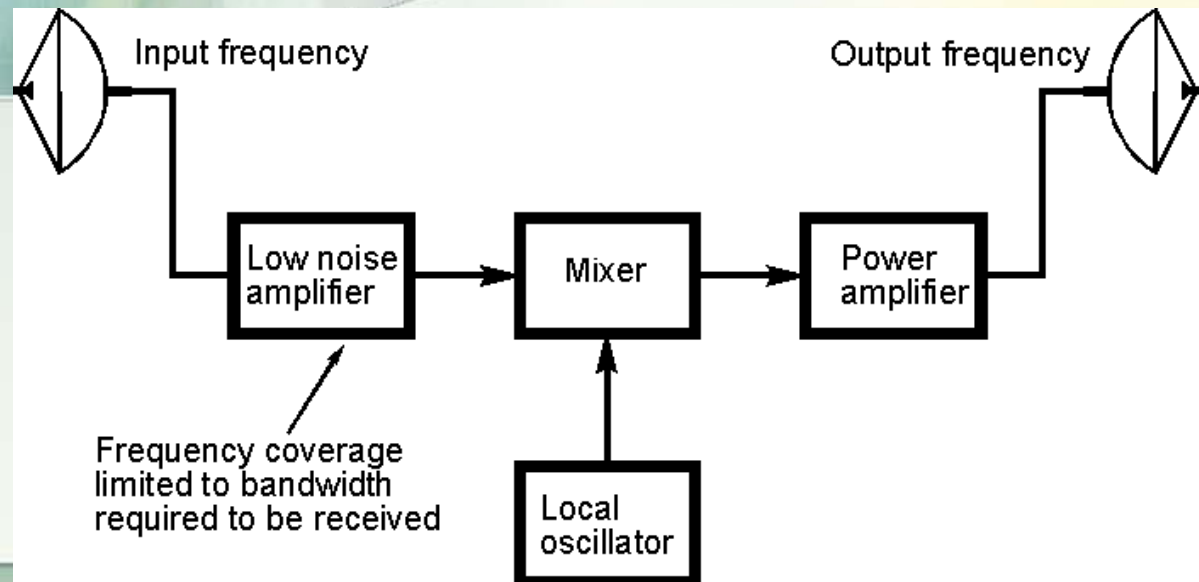 Input frequency
Output frequency
Low noise
amplifier
Mixer
Power
amplifier
Frequency coverage
limited to bandwidth
required to be received
Local
oscillator